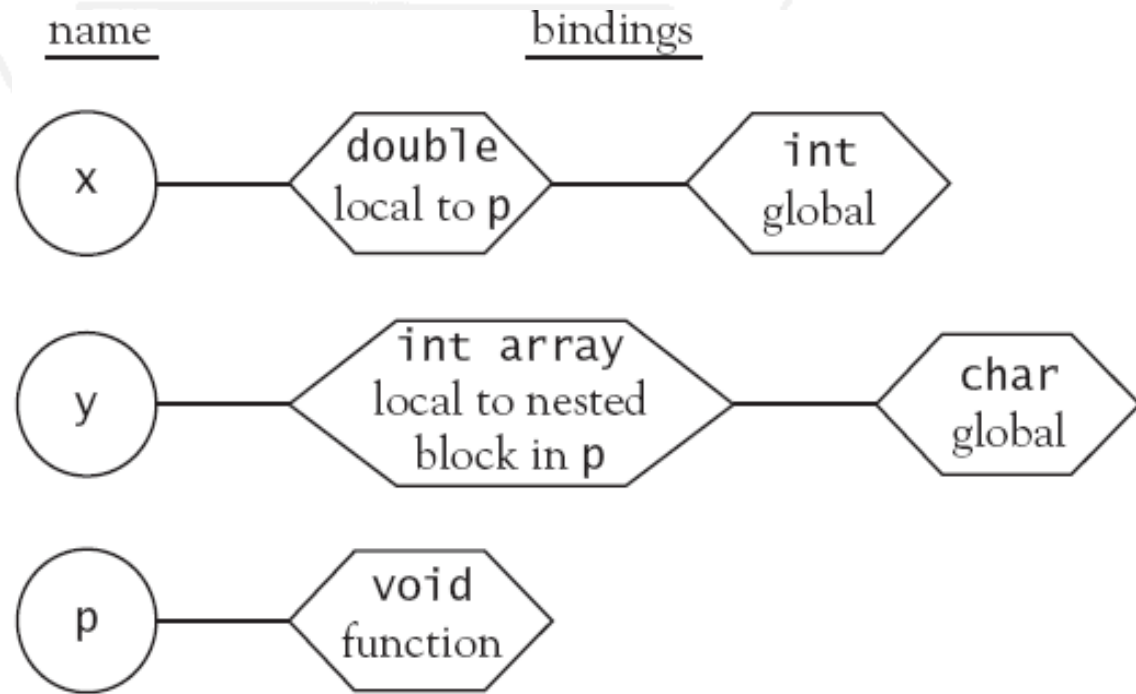 name bindings
x
double
local to p
int
global
y
int array
local to nested
block in p
char
global
p
void
function